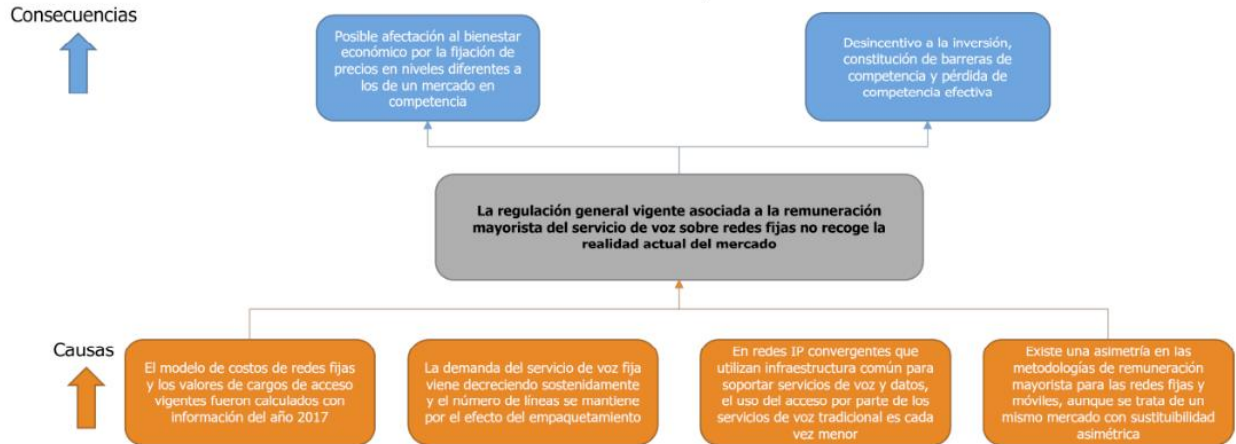 Consecuencias
Posible afectación al bienestar
económico por la fijación de
precios en niveles diferentes a
los de un mercado en
competencia
Desincentivo a la inversión,
constitución de barreras de
competencia y pérdida de
competencia efectiva
La regulación general vigente asociada a la remuneración
mayorista del servicio de voz sobre redes fijas no recoge la
realidad actual del mercado
Causas
El modelo de costos de redes fijas
y los valores de cargos de acceso
vigentes fueron calculados con
información del año 2017
La demanda del servicio de voz fija
viene decreciendo sostenidamente
y el número de líneas se mantiene
por el efecto del empaquetamiento
En redes IP convergentes que
utilizan infraestructura común para
soportar servicios de voz y datos,
el uso del acceso por parte de los
servicios de voz tradicional es cada
vez menor
Existe una asimetría en las
metodologías de remuneración
mayorista para las redes fijas y
móviles, aunque se trata de un
mismo mercado con sustituibilidad
asimétrica